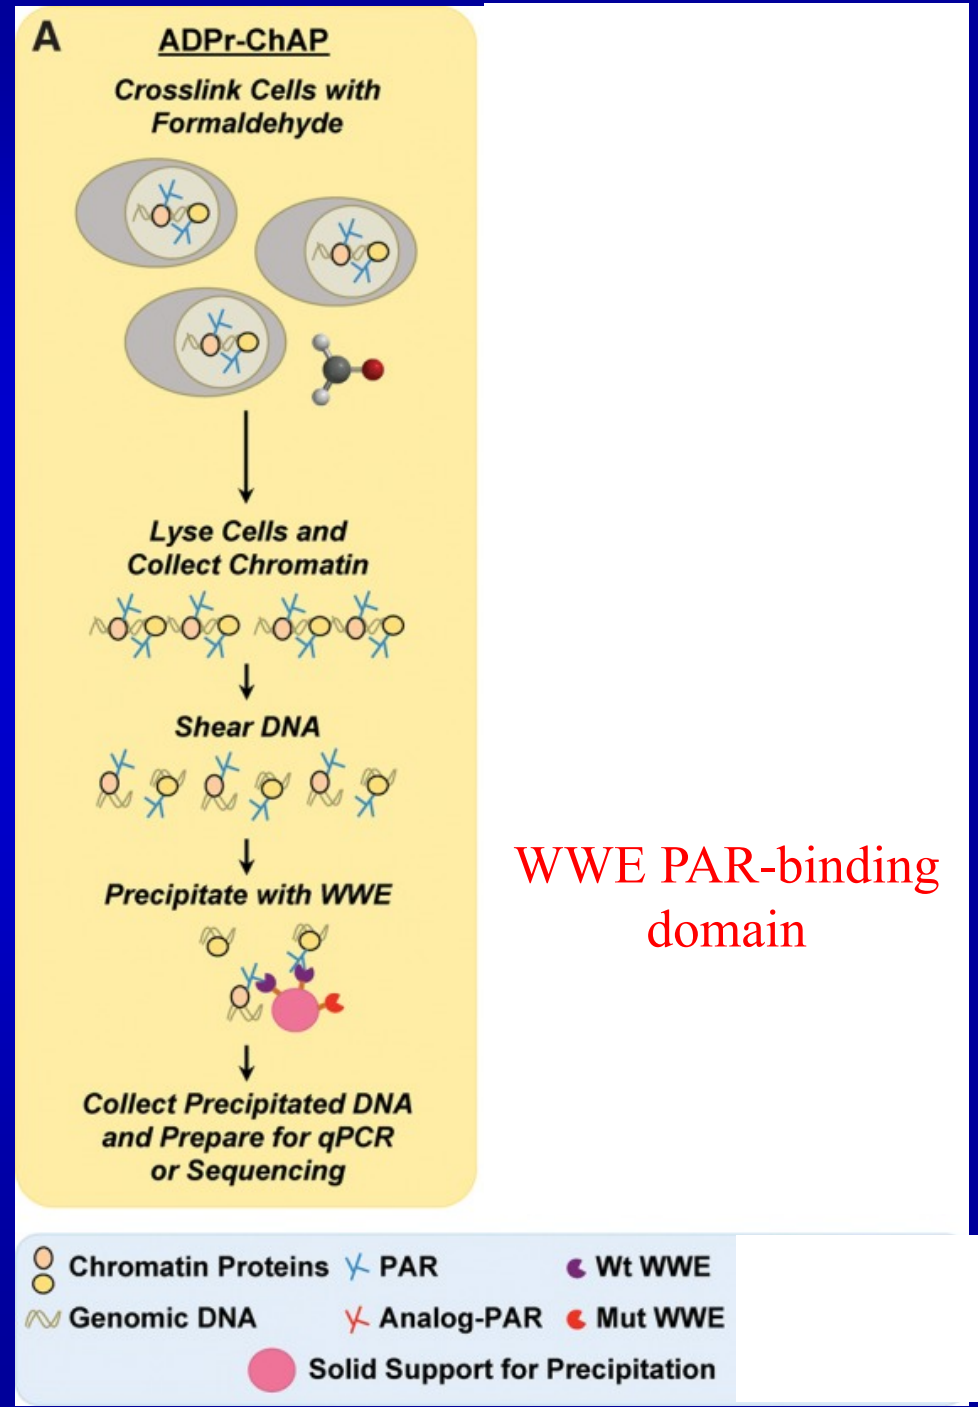 A
ADPr-ChAP
Crosslink Cells with
Formaldehyde
Lyse Cells and
Collect Chromatin
Shear DNA
Precipitate with WWE
WWE PAR-binding
domain
Collect Precipitated DNA
and Prepare for qPCR
or Sequencing
Chromatin Proteins
PAR
Wt WWE
Genomic DNA
Analog-PAR
Mut WWE
Solid Support for Precipitation